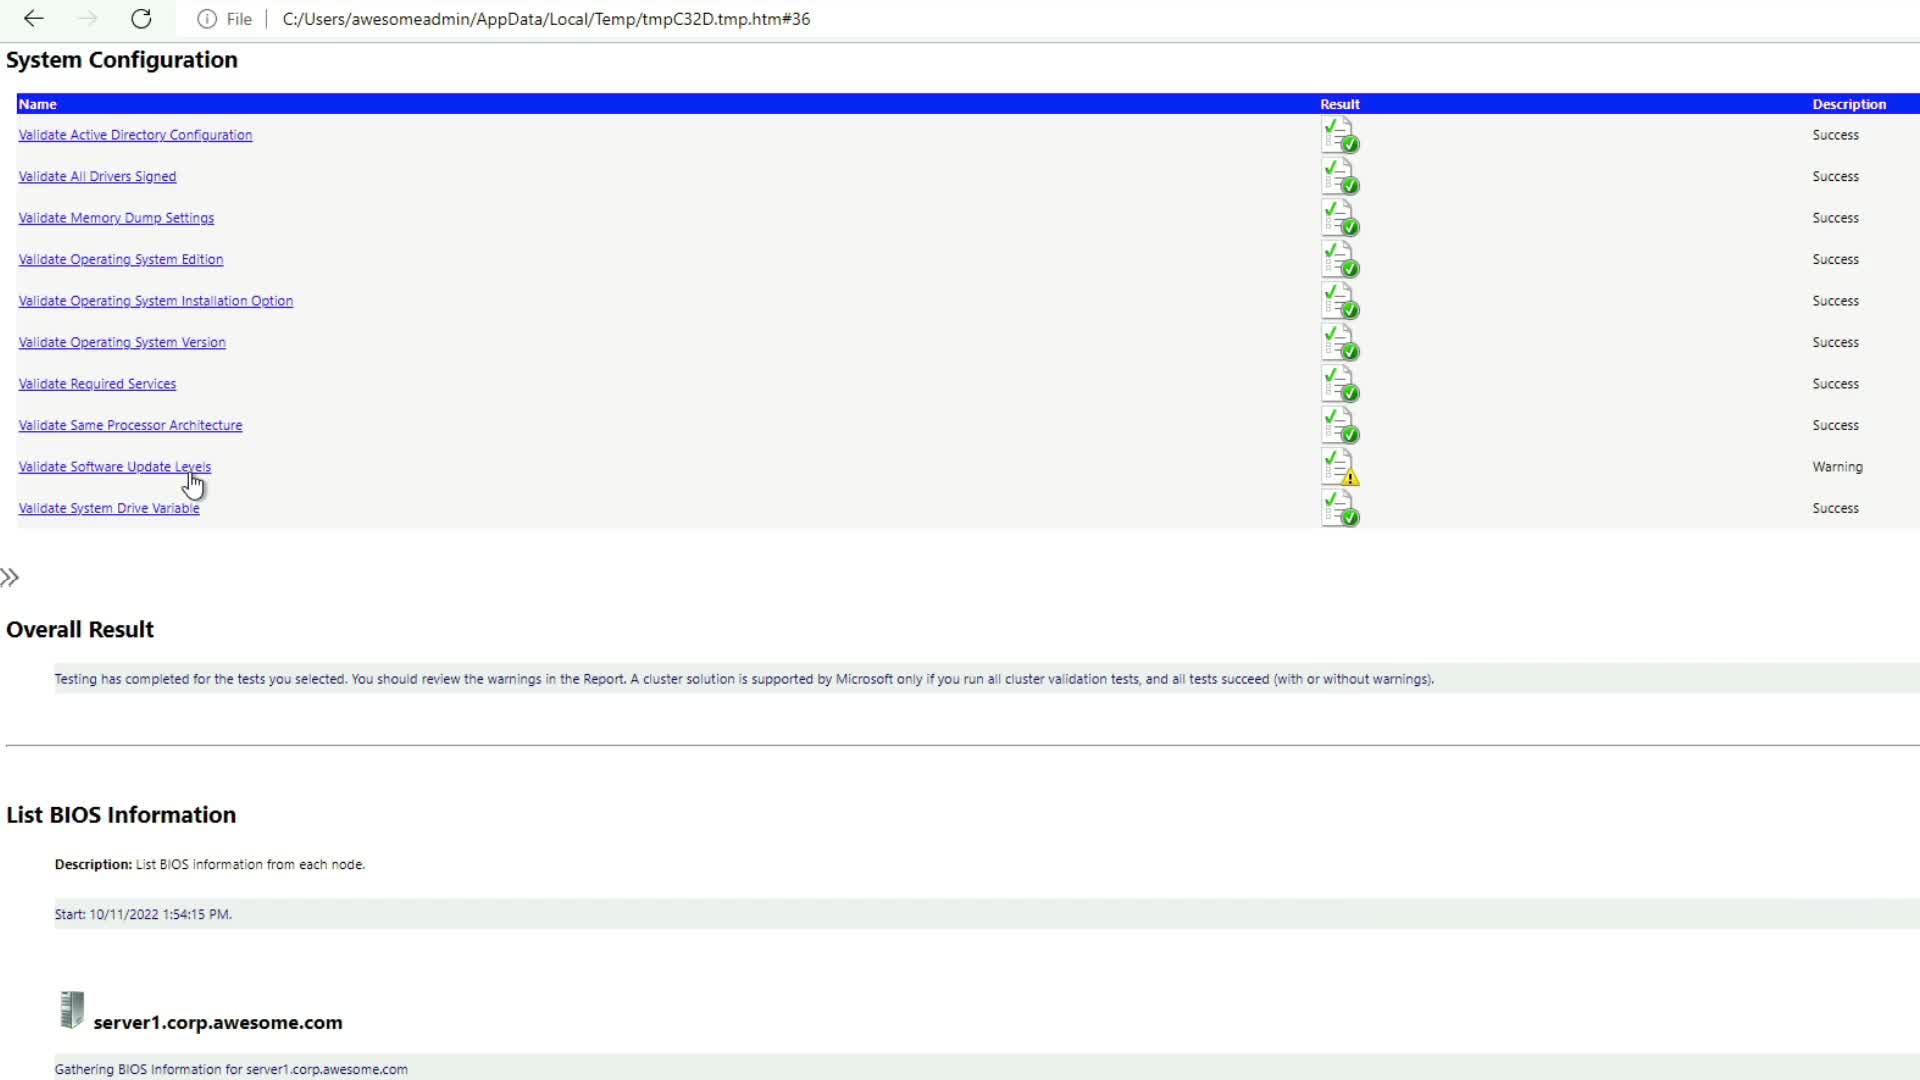 File | C:/Users/awesomeadmin/AppData/Local/Temp/tmpC32D.tmp.htm#36
System Configuration
Name Result Description
Validate Active Directory Configuration Success
Validate All Drivers Signed Success
Validate Memory Dump Settings Success
Validate Operating System Edition Success
Validate Operating System Installation Option Success
Validate Operating System Version Success
Validate Required Services Success
Validate Same Processor Architecture Success
Validate Software Update Levels Warning
Validate System Drive Variable Success
Overall Result
Testing has completed for the tests you selected. You should review the warnings in the Report. A cluster solution is supported by Microsoft only if you run all cluster validation tests, and all tests succeed (with or without warnings).
List BIOS Information
Description: List BIOS information from each node.
Start: 10/11/2022 1:54:15 PM.
server1.corp.awesome.com
Gathering BIOS Information for server1.corp.awesome.com